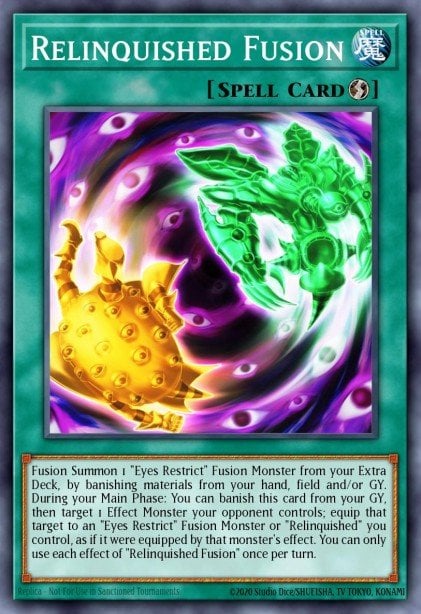 Relinquished Fusion
SPELL
魔
[Spell Card]
Fusion Summon 1 "Eyes Restrict" Fusion Monster from your Extra
Deck, by banishing materials from your hand, field and/or GY.
During your Main Phase: You can banish this card from your GY,
then target 1 Effect Monster your opponent controls; equip that
target to an "Eyes Restrict" Fusion Monster or "Relinquished" you
control, as if it were equipped by that monster's effect. You can only
use each effect of "Relinquished Fusion" once per turn.
Replica - Not For Use in Sanctioned Tournaments
©2020 Studio Dice/SHUEISHA, TV TOKYO, KONAMI